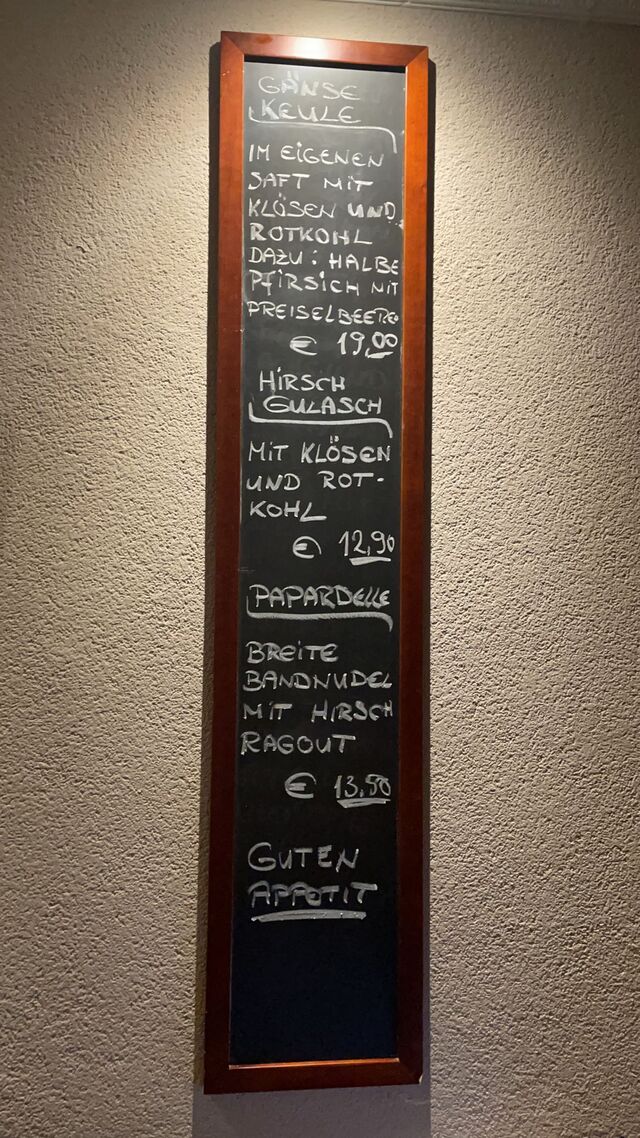 GÄNSE
KEULE
IM EIGENEN
SAFT MIT
KLÖSEN UND
ROTKOHL
DAZU: HALBE
PFIRSICH MIT
PREISELBEEREN
€ 19,00
HIRSCH
GULASCH
MIT KLÖSEN
UND ROT-
KOHL
€ 12,90
PAPARDELLE
BREITE
BANDNUDEL
MIT HIRSCH
RAGOUT
€ 13.50
GUTEN
APPETIT